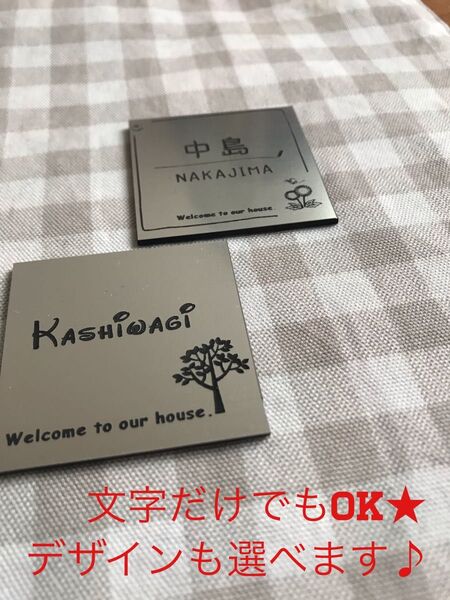 中島
NAKAJIMA
Welcome to our house.
KASHIWAGI
Welcome to our house.
文字だけでもOK★
デザインも選べます♪